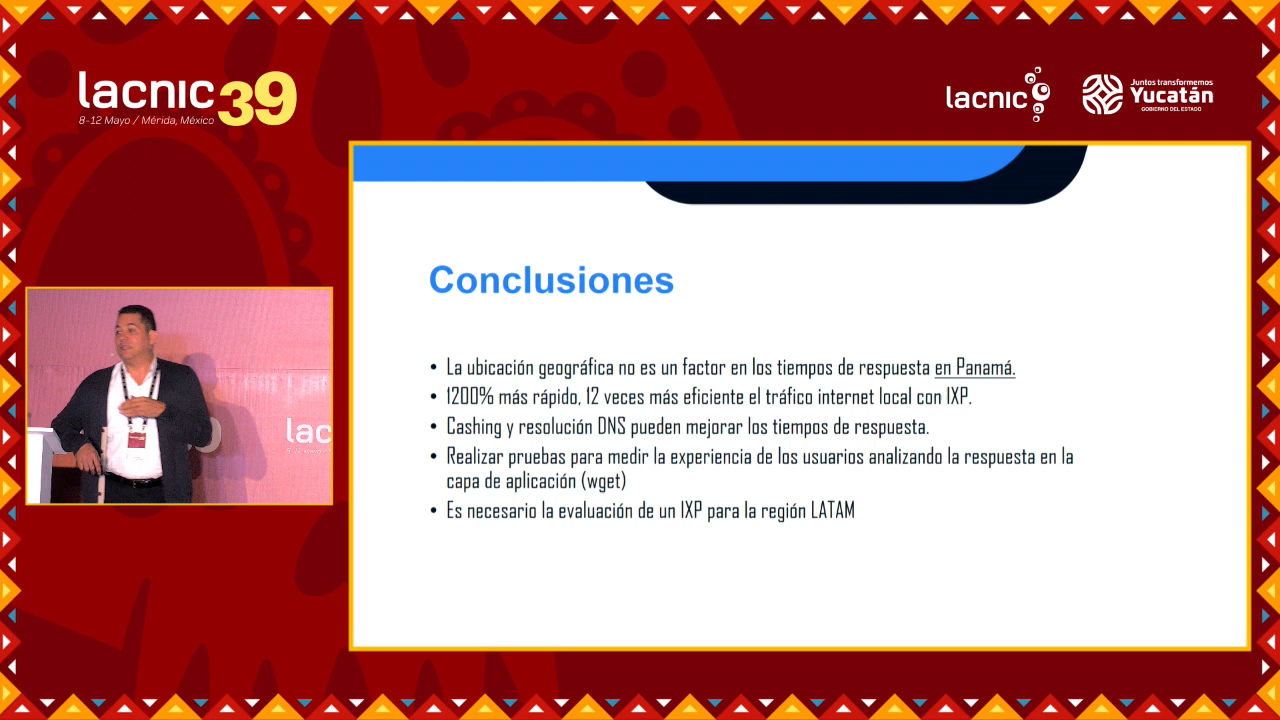 lacnic 39
8-12 Mayo / Mérida, México
lacnic
Juntos transformemos
Yucatán
GOBIERNO DEL ESTADO
Conclusiones
• La ubicación geográfica no es un factor en los tiempos de respuesta en Panamá.
• 1200% más rápido, 12 veces más eficiente el tráfico internet local con IXP.
• Cashing y resolución DNS pueden mejorar los tiempos de respuesta.
• Realizar pruebas para medir la experiencia de los usuarios analizando la respuesta en la
capa de aplicación (wget)
• Es necesario la evaluación de un IXP para la región LATAM
lac